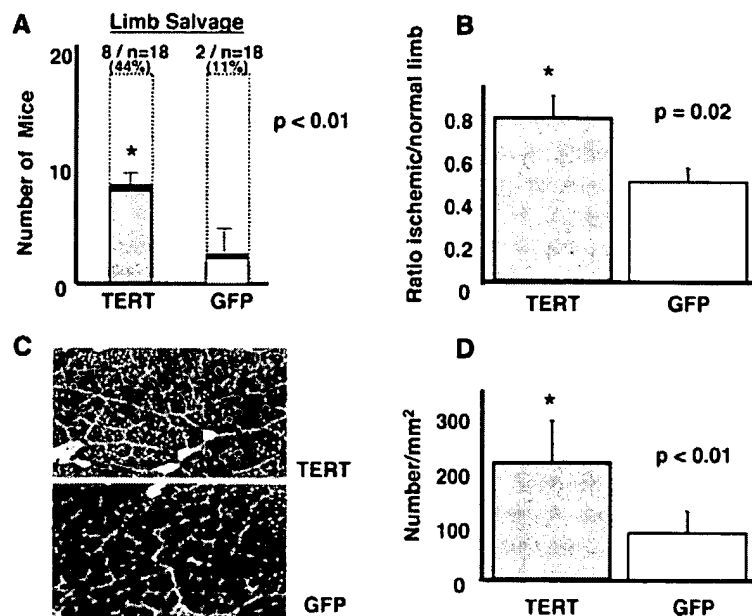 A
Limb Salvage
8 / n=18
(44%)
2 / n=18
(11%)
20
10
0
Number of Mice
*
p < 0.01
TERT
GFP
B
Ratio ischemic/normal limb
0.8
0.6
0.4
0.2
0
*
p = 0.02
TERT
GFP
C
TERT
GFP
D
Number/mm²
300
200
100
0
*
p < 0.01
TERT
GFP